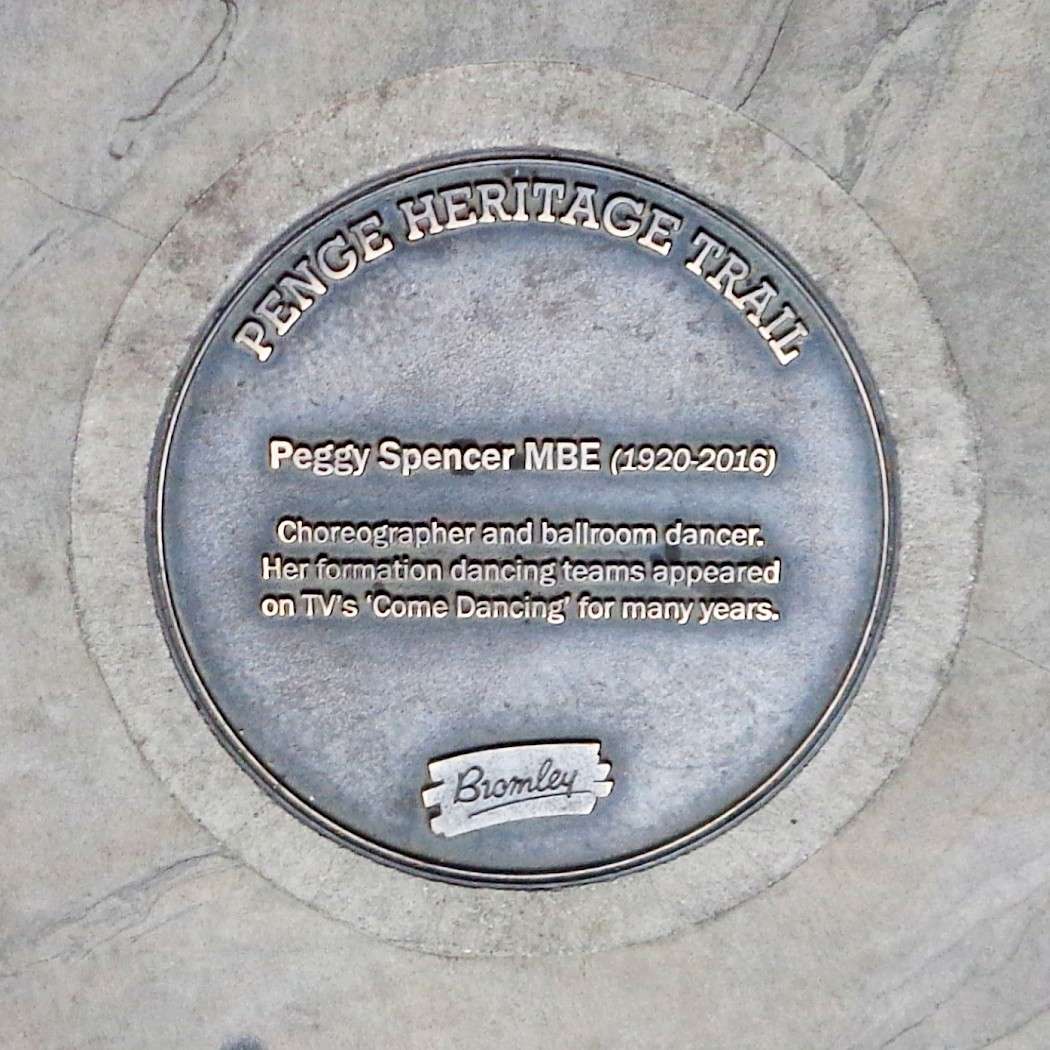 PENGE HERITAGE TRAIL
Peggy Spencer MBE (1920-2016)
Choreographer and ballroom dancer.
Her formation dancing teams appeared
on TV's 'Come Dancing' for many years.
Bromley